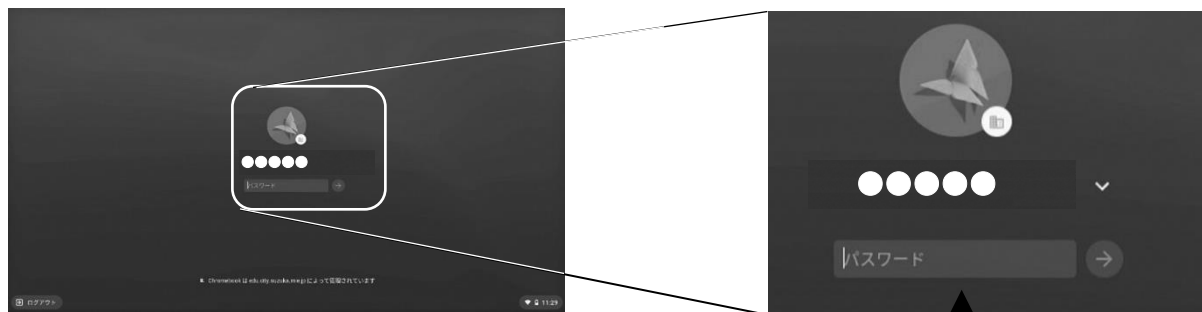 ●●●●●
パスワード
Chromebook は edu.city.suzuka.mie.jp によって管理されています
ログアウト
11:29
●●●●●
パスワード